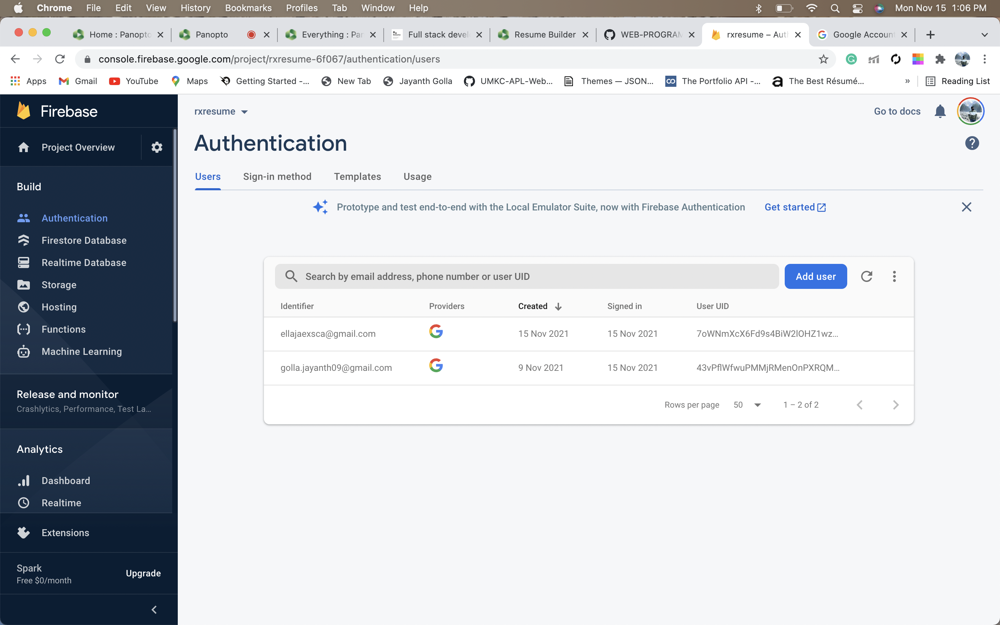 Chrome File Edit View History Bookmarks Profiles Tab Window Help Mon Nov 15 1:06 PM
Home : Panopto Panopto Everything : Par Full stack devel Resume Builder WEB-PROGRAM rxresume – Auth Google Account
console.firebase.google.com/project/rxresume-6f067/authentication/users
Apps Gmail YouTube Maps Getting Started -... New Tab Jayanth Golla UMKC-APL-Web... Themes — JSON... The Portfolio API -... The Best Résumé... » Reading List
Firebase
rxresume
Go to docs
Project Overview
Authentication
Users Sign-in method Templates Usage
Build
Prototype and test end-to-end with the Local Emulator Suite, now with Firebase Authentication Get started
Authentication
Firestore Database
Realtime Database
Storage
Hosting
Functions
Machine Learning
Search by email address, phone number or user UID
Add user
Identifier Providers Created Signed in User UID
ellajaexsca@gmail.com 15 Nov 2021 15 Nov 2021 7oWNmXcX6Fd9s4BiW2lOHZ1wz...
golla.jayanth09@gmail.com 9 Nov 2021 15 Nov 2021 43vPflWfwuPMMjRMenOnPXRQM...
Rows per page 50 1 – 2 of 2
Release and monitor
Crashlytics, Performance, Test La...
Analytics
Dashboard
Realtime
Extensions
Spark
Free $0/month
Upgrade